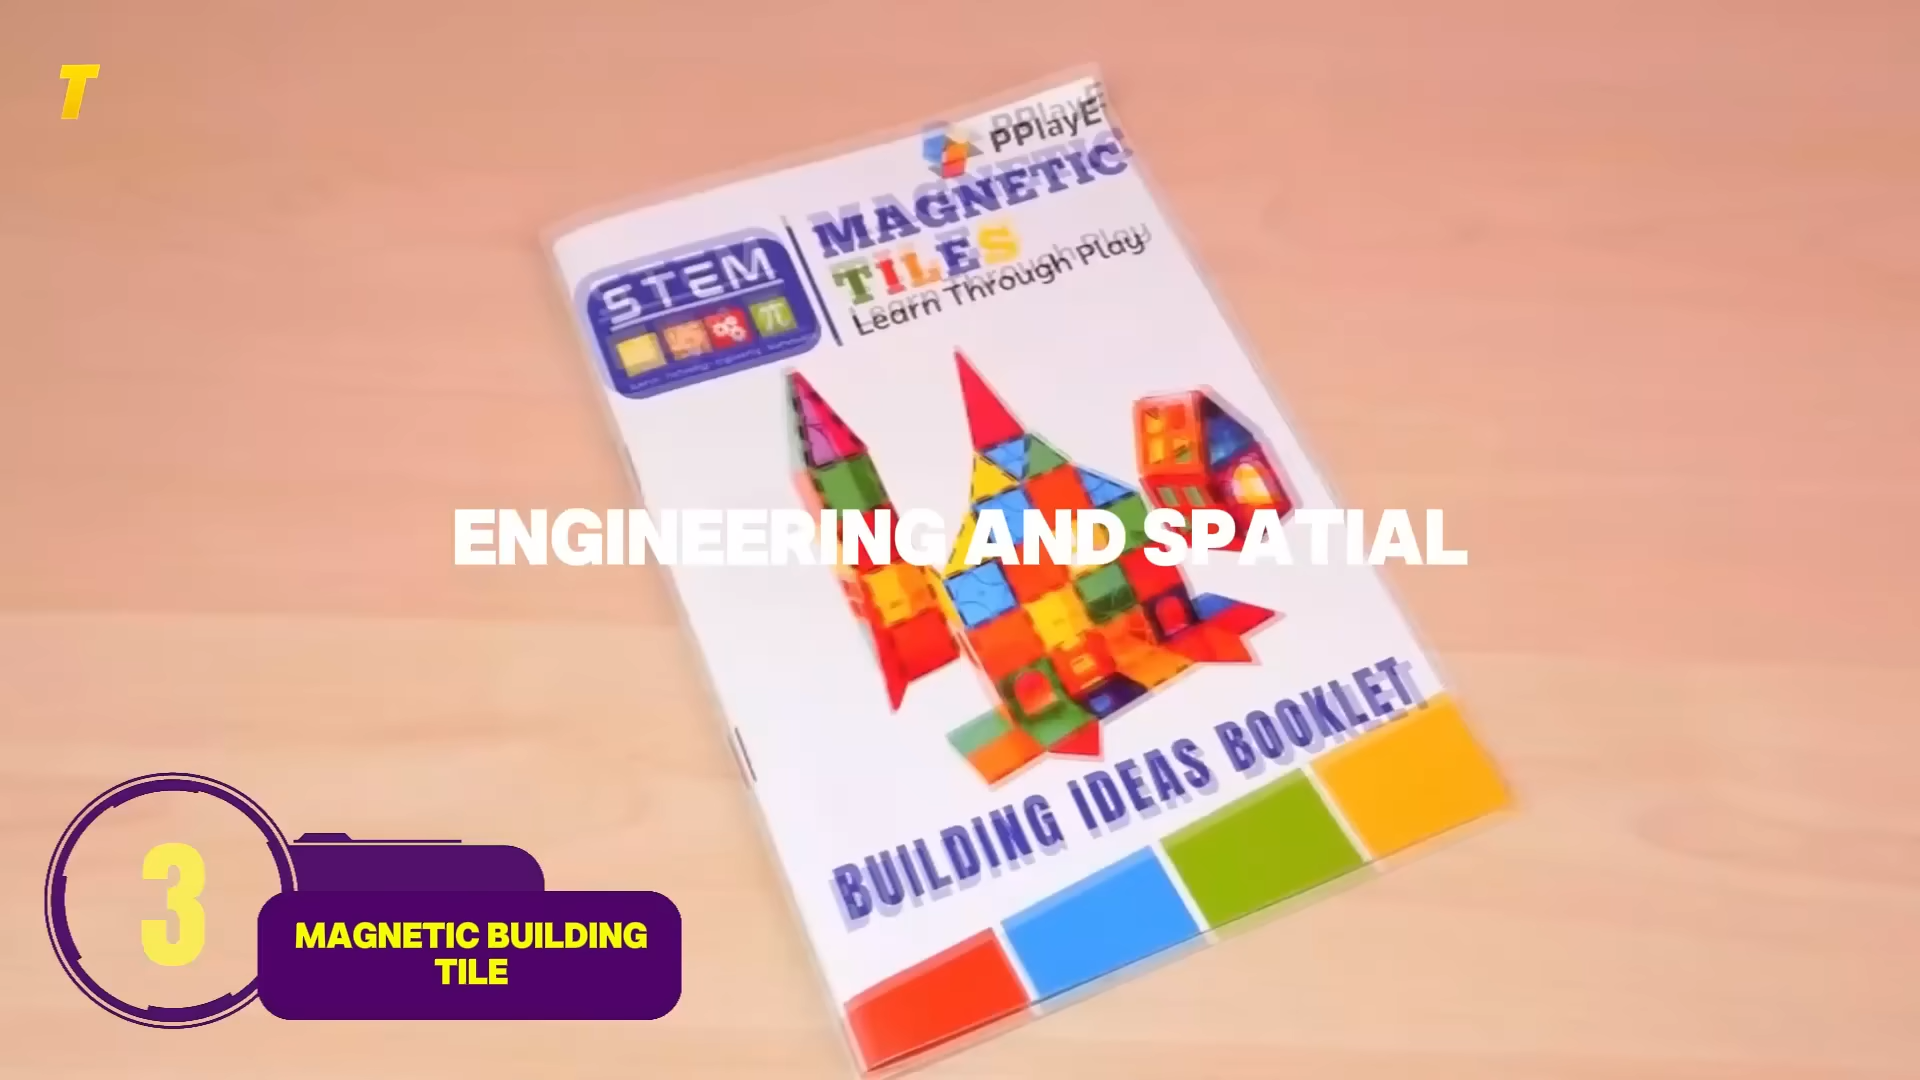 T
PPlayE
MAGNETIC
TILES
Learn Through Play
STEM
ENGINEERING AND SPATIAL
BUILDING IDEAS BOOKLET
3
MAGNETIC BUILDING
TILE